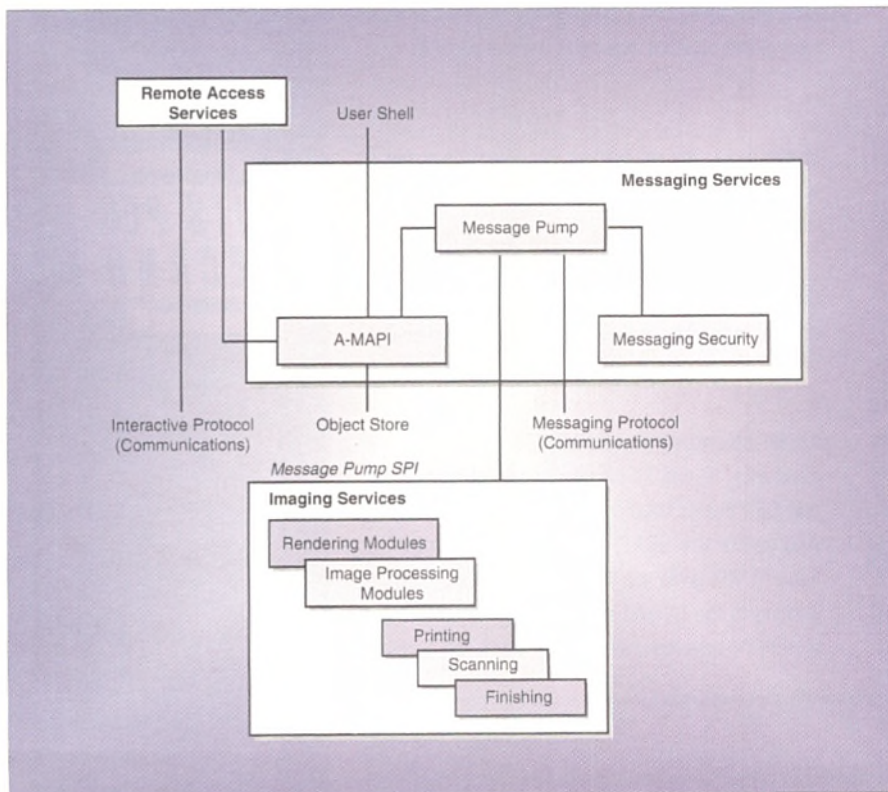 Remote Access
Services
User Shell
Messaging Services
Message Pump
A-MAPI
Messaging Security
Interactive Protocol
(Communications)
Object Store
Messaging Protocol
(Communications)
Message Pump SPI
Imaging Services
Rendering Modules
Image Processing
Modules
Printing
Scanning
Finishing